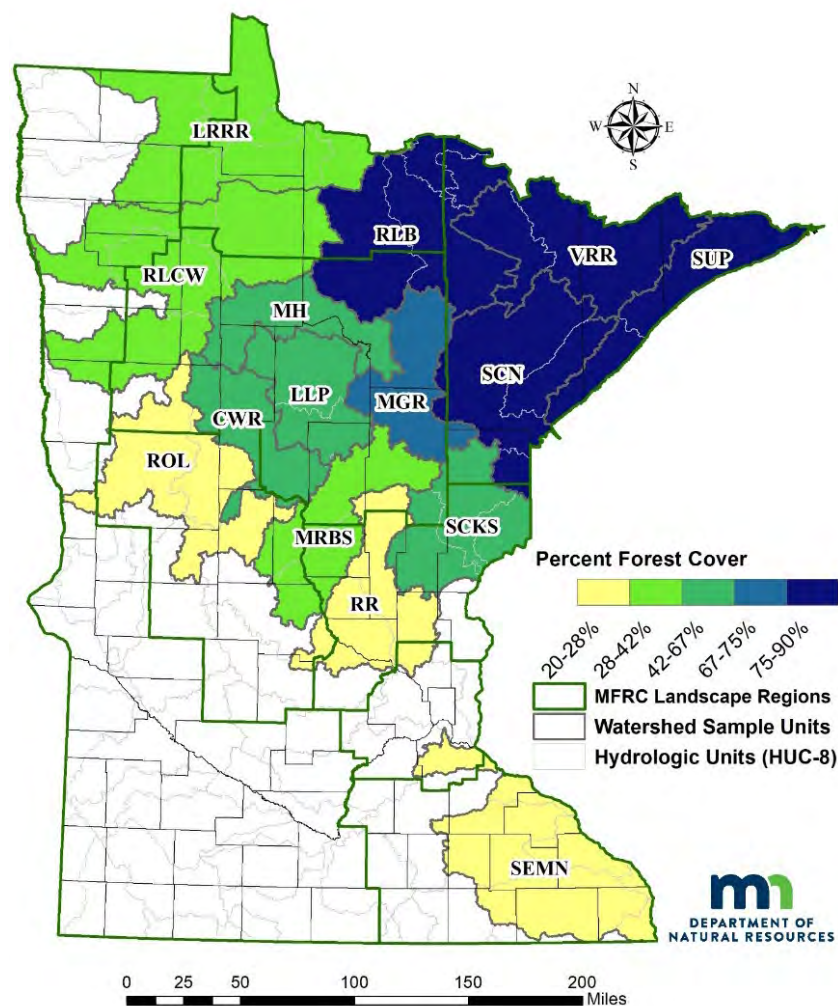 N
W
E
S
LRRR
RLB
VRR
SUP
RLCW
MH
SCN
LLP
MGR
CWR
ROL
MRBS
SCKS
RR
SEMN
Percent Forest Cover
20-28%
28-42%
42-67%
67-75%
75-90%
MFRC Landscape Regions
Watershed Sample Units
Hydrologic Units (HUC-8)
mn
DEPARTMENT OF
NATURAL RESOURCES
0 25 50 100 150 200
Miles